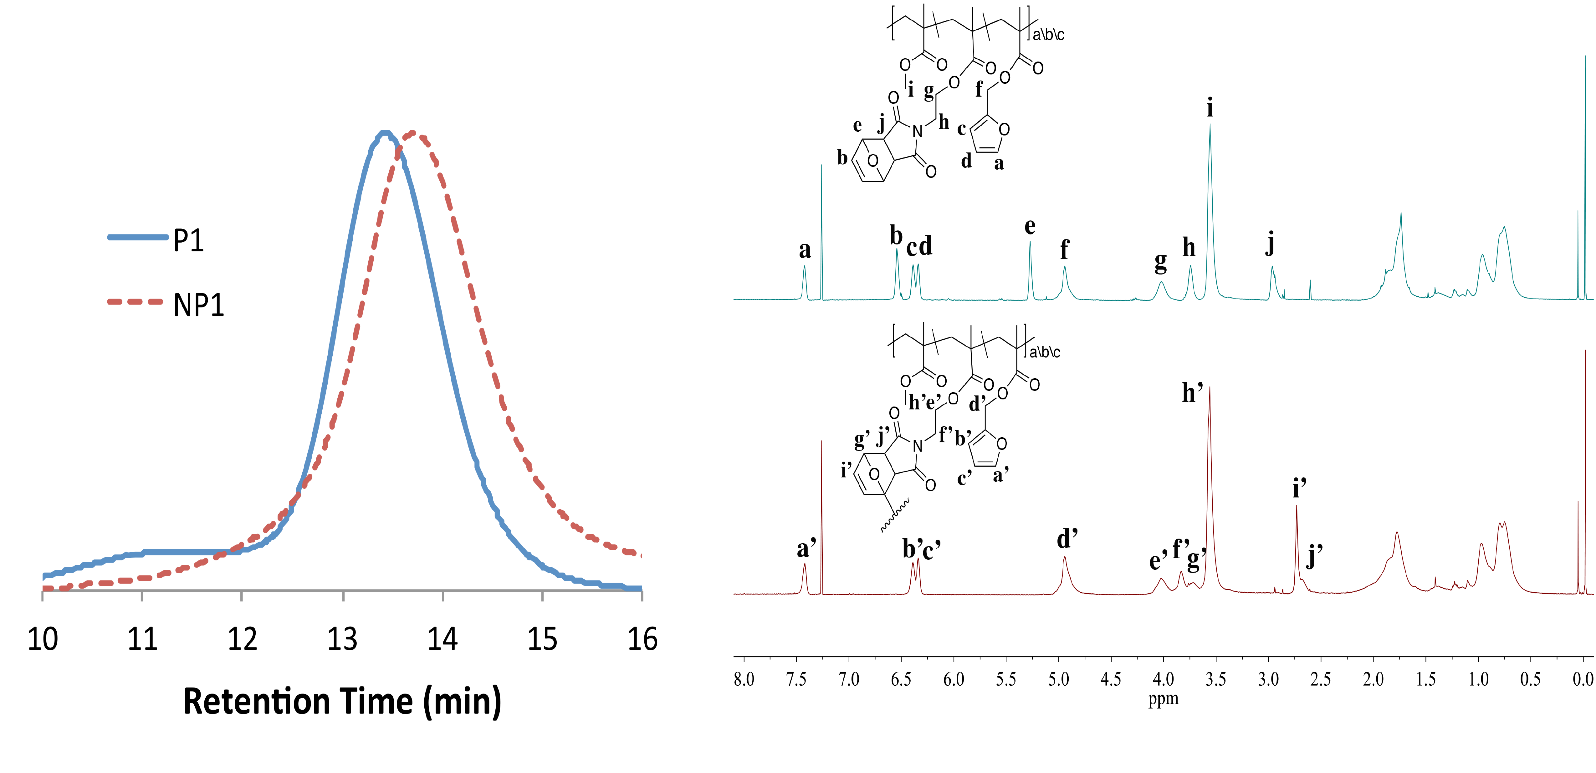 P1
NP1
10 11 12 13 14 15 16
Retention Time (min)
a\b\c
O O O O O O
i g f
O
e j h c O
N
b O d a
O
a b c d e f g h i j
a\b\c
O O O O O O
h' e' d'
O
g' j' f' b' O
N
i' O c' a'
O
a' b' c' d' e' f' g' h' i' j'
8.0 7.5 7.0 6.5 6.0 5.5 5.0 4.5 4.0 3.5 3.0 2.5 2.0 1.5 1.0 0.5 0.0
ppm